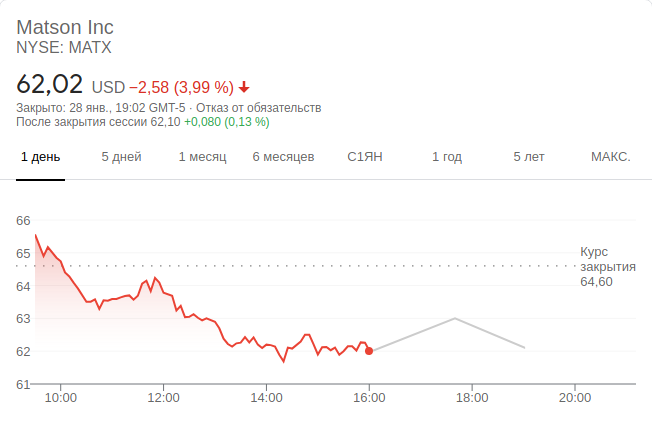 Matson Inc
NYSE: MATX
62,02 USD −2,58 (3,99 %)
Закрыто: 28 янв., 19:02 GMT-5 · Отказ от обязательств
После закрытия сессии 62,10 +0,080 (0,13 %)
1 день 5 дней 1 месяц 6 месяцев С1ЯН 1 год 5 лет МАКС.
66
65
64
63
62
61
Курс
закрытия
64,60
10:00 12:00 14:00 16:00 18:00 20:00